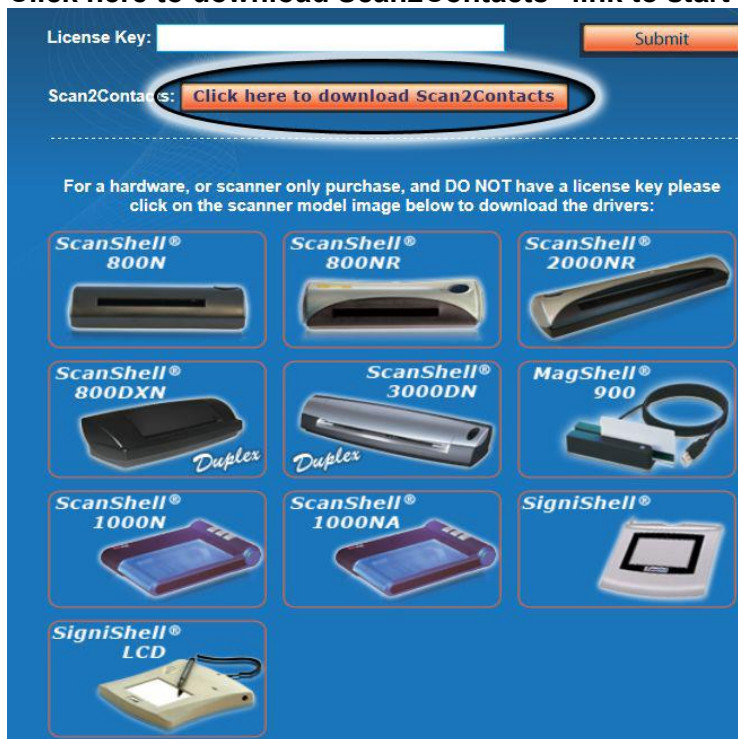 Click here to download Scan2Contacts" link to start
License Key:
Submit
Scan2Contacts: Click here to download Scan2Contacts
For a hardware, or scanner only purchase, and DO NOT have a license key please
click on the scanner model image below to download the drivers:
ScanShell®
800N
ScanShell®
800NR
ScanShell®
2000NR
ScanShell®
800DXN
Duplex
ScanShell®
3000DN
Duplex
MagShell®
900
ScanShell®
1000N
ScanShell®
1000NA
SigniShell®
SigniShell®
LCD